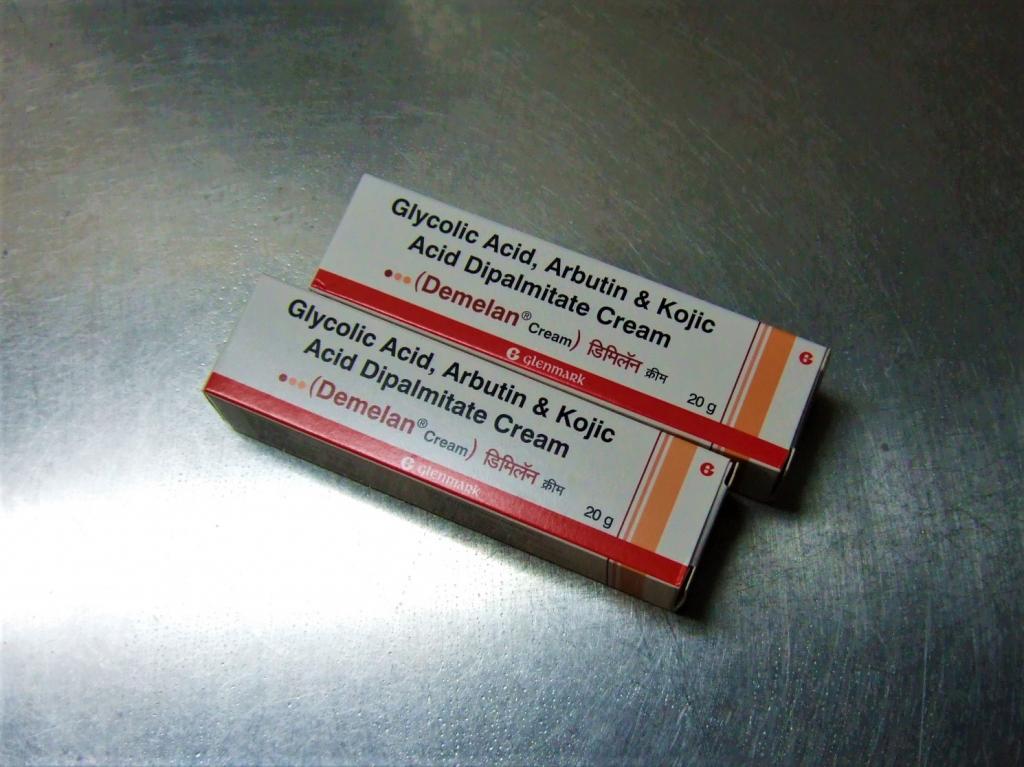 Glycolic Acid, Arbutin & Kojic
Acid Dipalmitate Cream
(Demelan® Cream) डिमिलॅन क्रीम
glenmark
20 g
Glycolic Acid, Arbutin & Kojic
Acid Dipalmitate Cream
(Demelan® Cream) डिमिलॅन क्रीम
glenmark
20 g